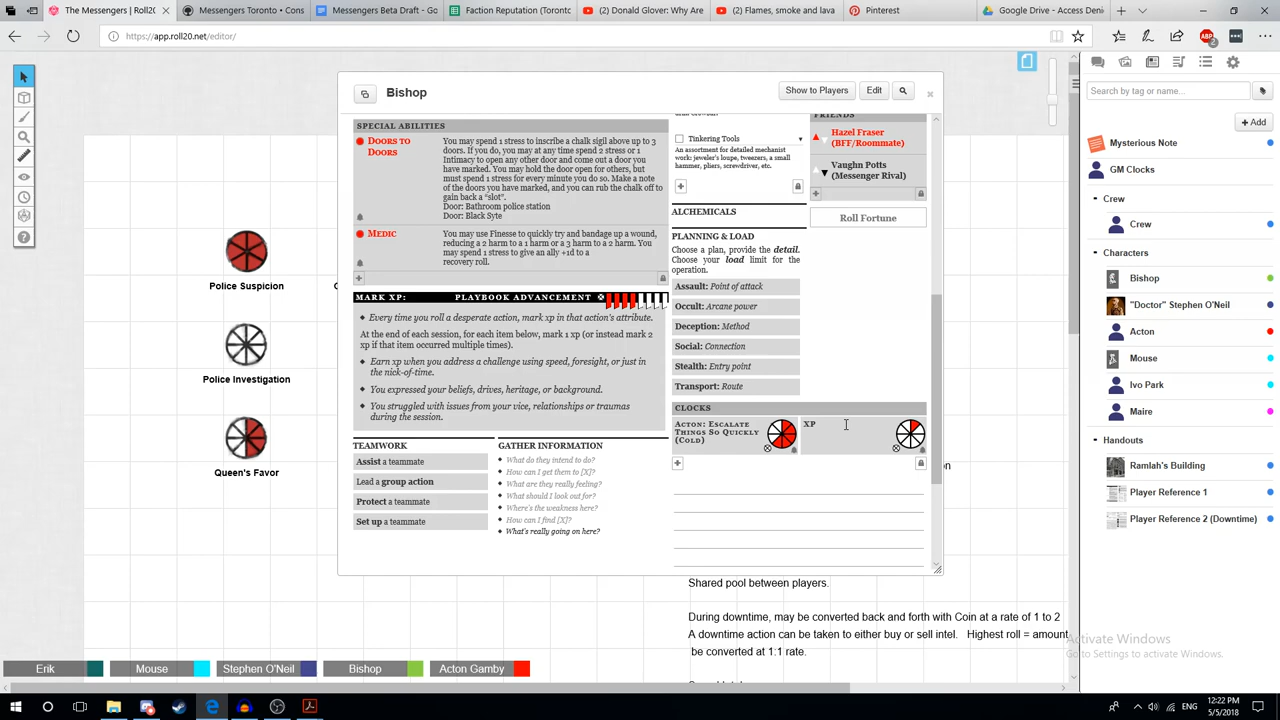 The Messengers | Roll20
Messengers Toronto • Cons
Messengers Beta Draft - Go
Faction Reputation (Toronto
(2) Donald Glover: Why Are
(2) Flames, smoke and lava
Pinterest
Google Drive - Access Deni
https://app.roll20.net/editor/
ABP
2
Bishop
Show to Players
Edit
SPECIAL ABILITIES
DOORS TO
DOORS
You may spend 1 stress to inscribe a chalk sigil above up to 3
doors. If you do, you may at any time spend 2 stress or 1
Intimacy to open any other door and come out a door you
have marked. You may hold the door open for others, but
must spend 1 stress for every minute you do so. Make a note
of the doors you have marked, and you can rub the chalk off to
gain back a "slot".
Door: Bathroom police station
Door: Black Syte
MEDIC
You may use Finesse to quickly try and bandage up a wound,
reducing a 2 harm to a 1 harm or a 3 harm to a 2 harm. You
may spend 1 stress to give an ally +1d to a
recovery roll.
MARK XP:
PLAYBOOK ADVANCEMENT
Every time you roll a desperate action, mark xp in that action's attribute.
At the end of each session, for each item below, mark 1 xp (or instead mark 2
xp if that item occurred multiple times).
Earn xp when you address a challenge using speed, foresight, or just in
the nick-of-time.
You expressed your beliefs, drives, heritage, or background.
You struggled with issues from your vice, relationships or traumas
during the session.
TEAMWORK
Assist a teammate
Lead a group action
Protect a teammate
Set up a teammate
GATHER INFORMATION
What do they intend to do?
How can I get them to [X]?
What are they really feeling?
What should I look out for?
Where's the weakness here?
How can I find [X]?
What's really going on here?
Tinkering Tools
An assortment for detailed mechanist
work: jeweler's loupe, tweezers, a small
hammer, pliers, screwdriver, etc.
ALCHEMICALS
PLANNING & LOAD
Choose a plan, provide the detail.
Choose your load limit for the
operation.
Assault: Point of attack
Occult: Arcane power
Deception: Method
Social: Connection
Stealth: Entry point
Transport: Route
FRIENDS
Hazel Fraser
(BFF/Roommate)
Vaughn Potts
(Messenger Rival)
Roll Fortune
CLOCKS
ACTON: ESCALATE
THINGS SO QUICKLY
(COLD)
XP
Police Suspicion
Police Investigation
Queen's Favor
Shared pool between players.
During downtime, may be converted back and forth with Coin at a rate of 1 to 2
A downtime action can be taken to either buy or sell intel. Highest roll = amount
be converted at 1:1 rate.
Search by tag or name...
+ Add
Mysterious Note
GM Clocks
Crew
Crew
Characters
Bishop
"Doctor" Stephen O'Neil
Acton
Mouse
Ivo Park
Maire
Handouts
Ramlah's Building
Player Reference 1
Player Reference 2 (Downtime)
Activate Windows
Go to Settings to activate Windows.
Erik
Mouse
Stephen O'Neil
Bishop
Acton Gamby
ENG
12:22 PM
5/5/2018